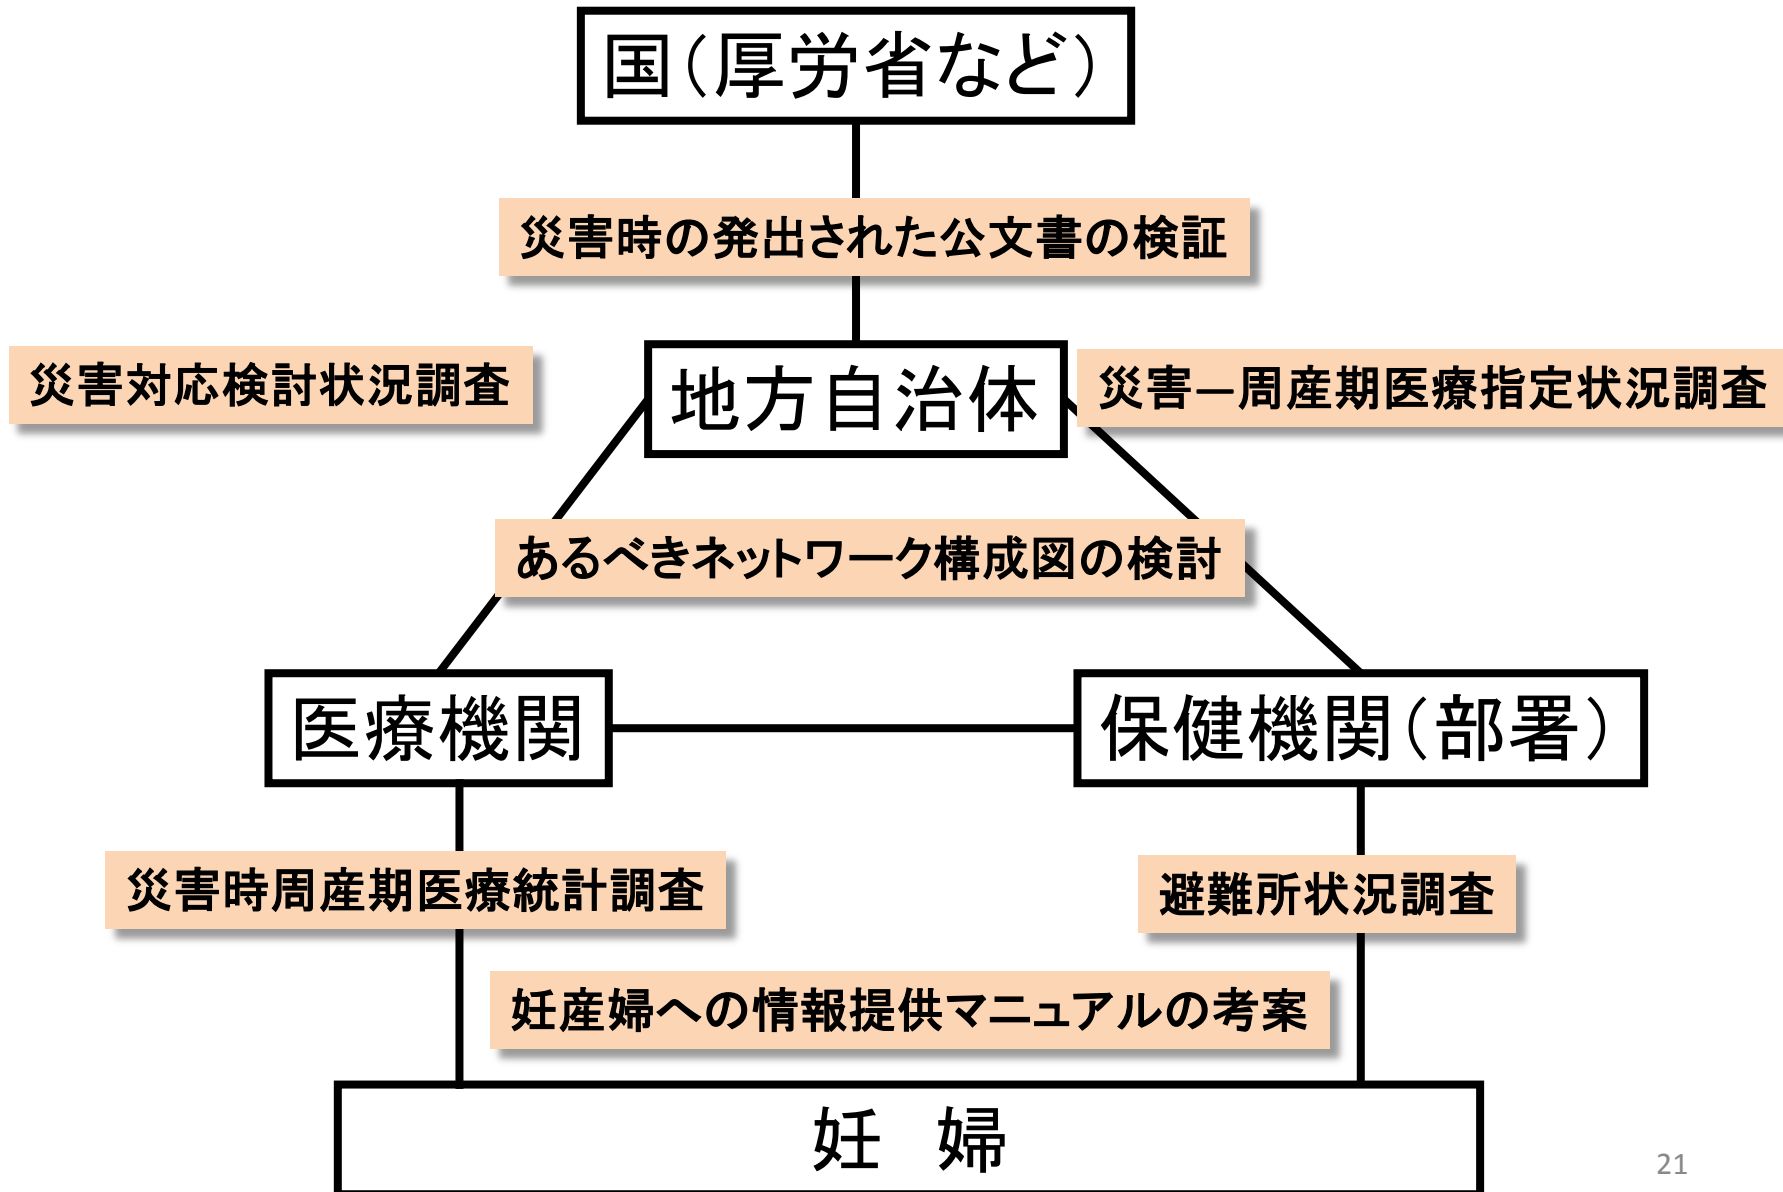 国（厚労省など）
災害時の発出された公文書の検証
災害対応検討状況調査
地方自治体
災害―周産期医療指定状況調査
あるべきネットワーク構成図の検討
医療機関
保健機関（部署）
災害時周産期医療統計調査
避難所状況調査
妊産婦への情報提供マニュアルの考案
妊　婦
21